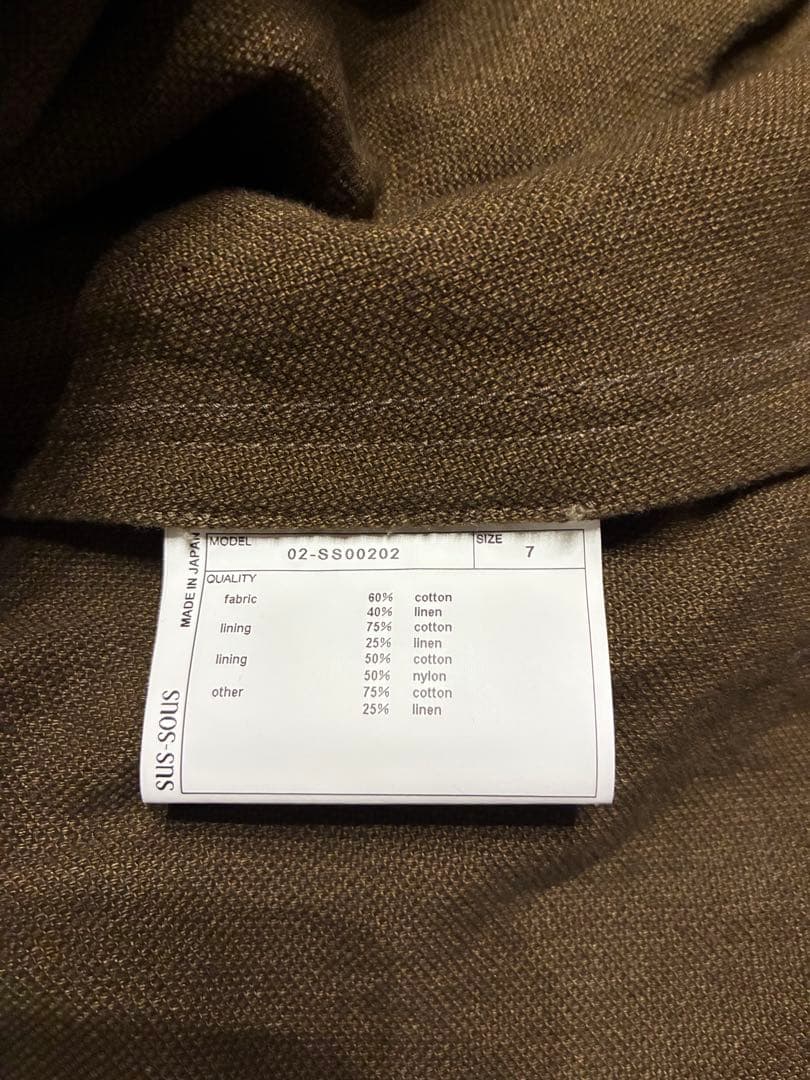 MODEL 02-SS00202 SIZE 7
QUALITY
fabric 60% cotton
40% linen
lining 75% cotton
25% linen
lining 50% cotton
50% nylon
other 75% cotton
25% linen
MADE IN JAPAN
sus-sous